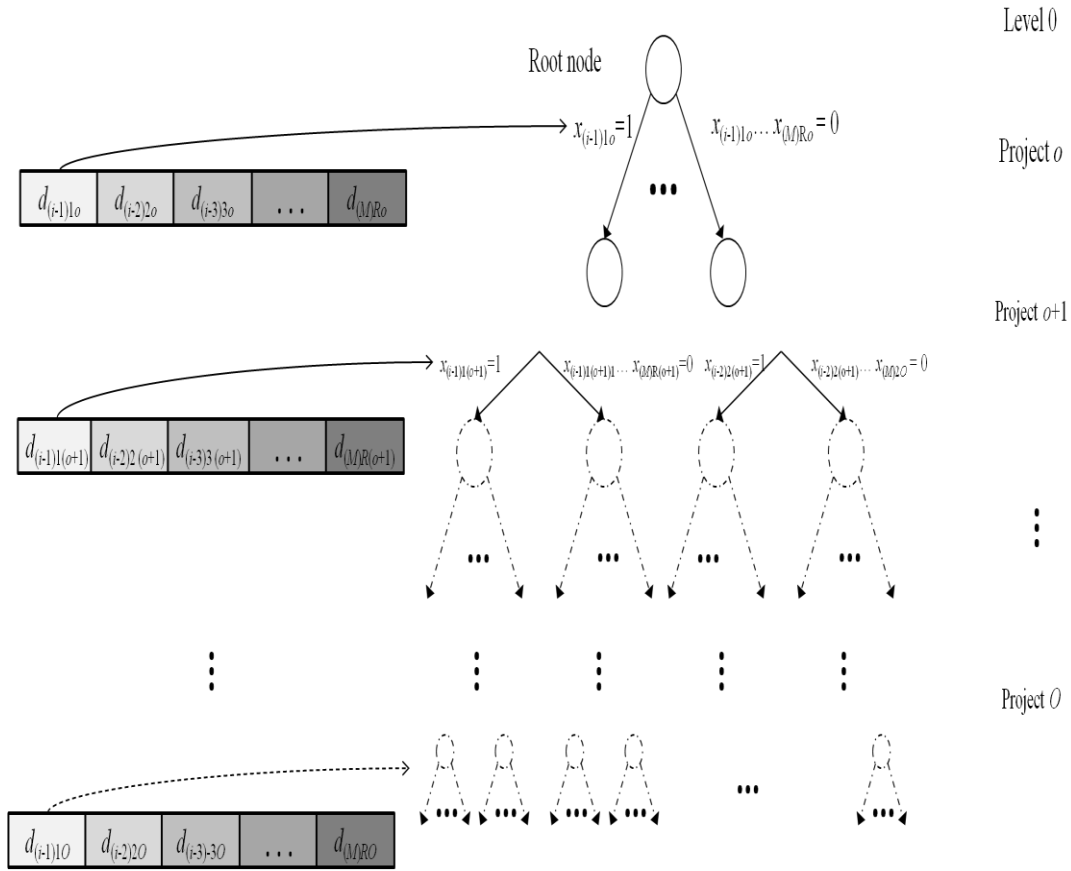 Level 0
Root node
x(i-1)1o=1
x(i-1)1o… x(M)Ro= 0
Project o
d(i-1)1o d(i-2)2o d(i-3)3o ... d(M)Ro
Project o+1
x(i-1)1(o+1)=1 x(i-1)1(o+1)1… x(M)R(o+1)=0 x(i-2)2(o+1)=1 x(i-2)2(o+1)… x(M)2O= 0
d(i-1)1(o+1) d(i-2)2(o+1) d(i-3)3(o+1) ... d(M)R(o+1)
Project O
d(i-1)1O d(i-2)2O d(i-3)-3O ... d(M)RO